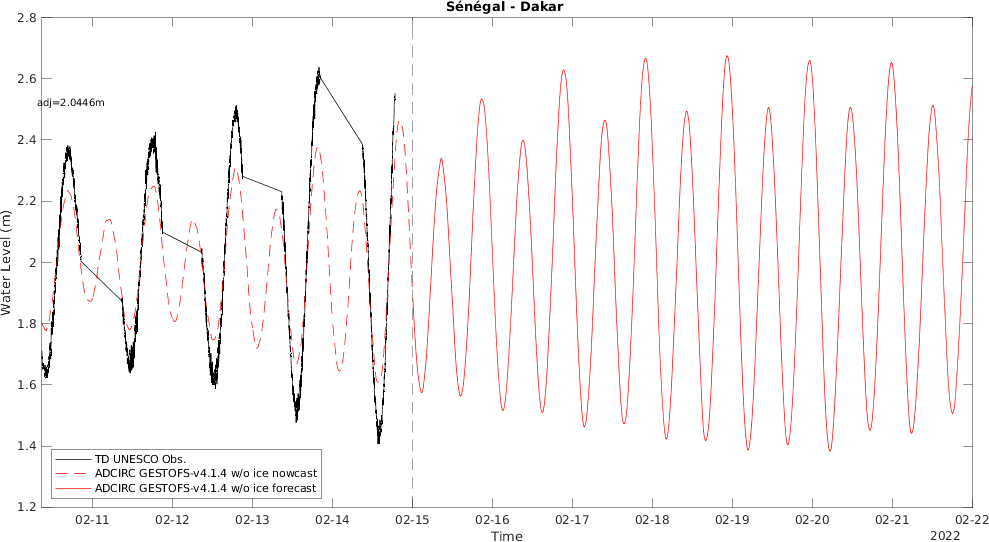 Sénégal - Dakar
2.8
2.6
2.4
2.2
2
1.8
1.6
1.4
1.2
Water Level (m)
adj=2.0446m
TD UNESCO Obs.
ADCIRC GESTOFS-v4.1.4 w/o ice nowcast
ADCIRC GESTOFS-v4.1.4 w/o ice forecast
02-11 02-12 02-13 02-14 02-15 02-16 02-17 02-18 02-19 02-20 02-21 02-22
Time
2022